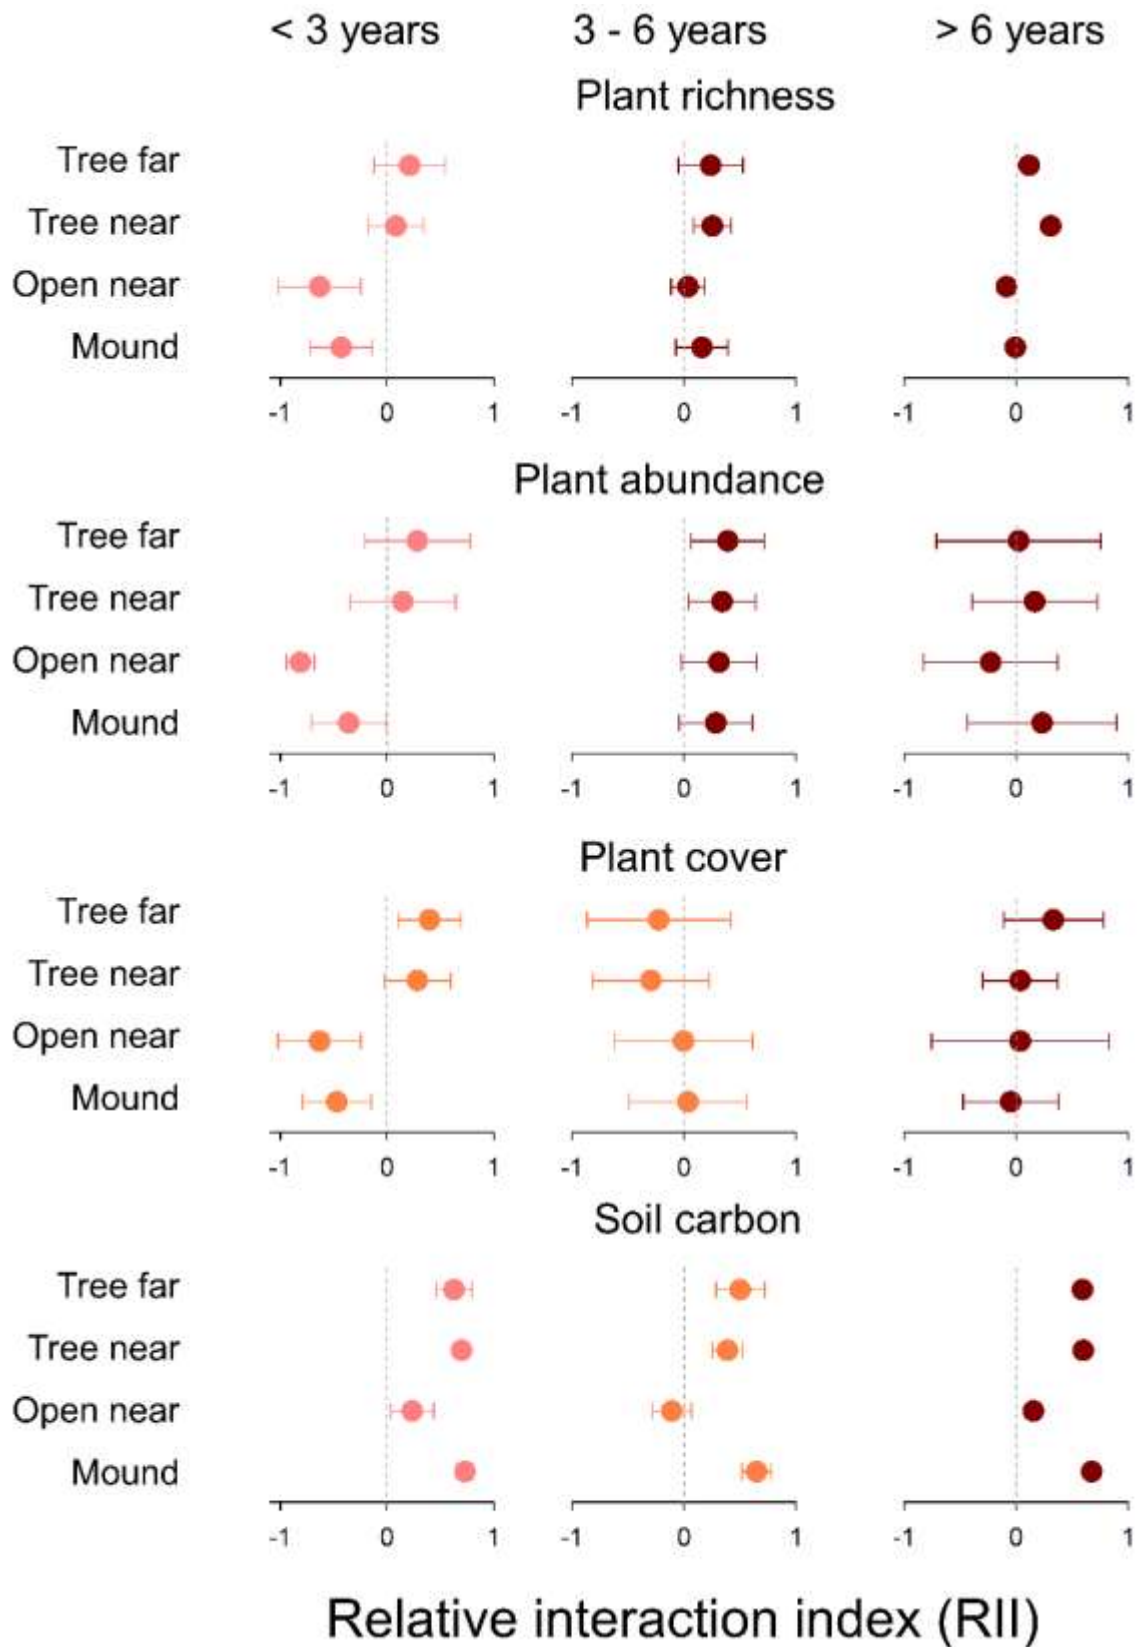 < 3 years 3 - 6 years > 6 years
Plant richness
Tree far
Tree near
Open near
Mound
-1 0 1 -1 0 1 -1 0 1
Plant abundance
Tree far
Tree near
Open near
Mound
-1 0 1 -1 0 1 -1 0 1
Plant cover
Tree far
Tree near
Open near
Mound
-1 0 1 -1 0 1 -1 0 1
Soil carbon
Tree far
Tree near
Open near
Mound
-1 0 1 -1 0 1 -1 0 1
Relative interaction index (RII)